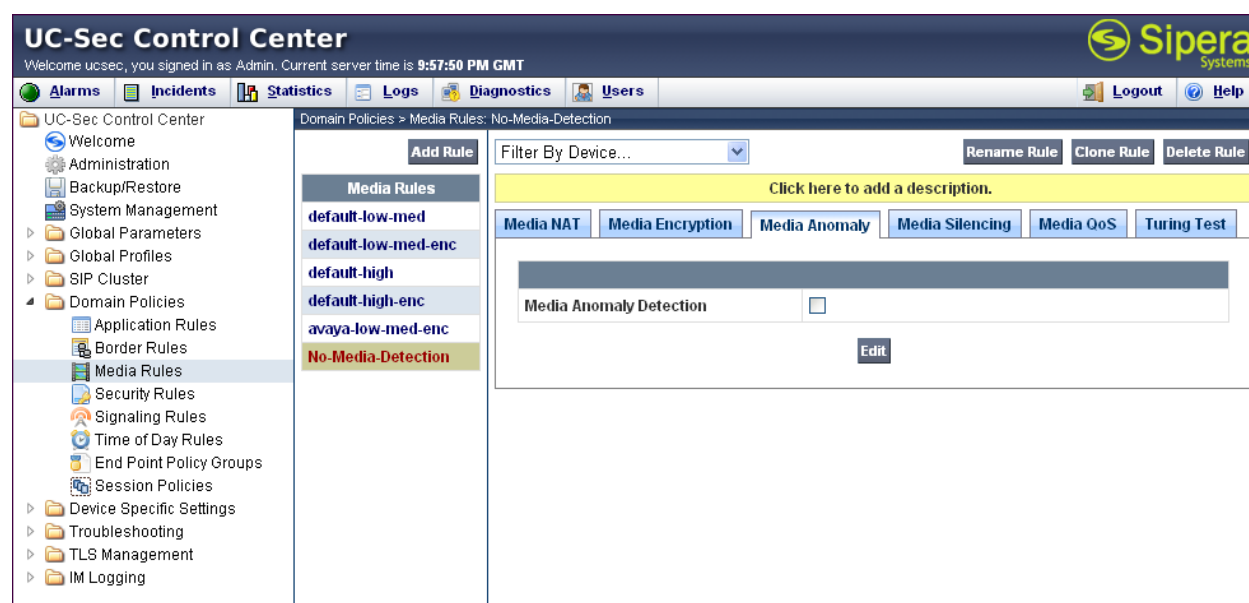 UC-Sec Control Center
Sipera
Systems
Welcome ucsec, you signed in as Admin. Current server time is 9:57:50 PM GMT
Alarms Incidents Statistics Logs Diagnostics Users Logout Help
UC-Sec Control Center
Welcome
Administration
Backup/Restore
System Management
Global Parameters
Global Profiles
SIP Cluster
Domain Policies
Application Rules
Border Rules
Media Rules
Security Rules
Signaling Rules
Time of Day Rules
End Point Policy Groups
Session Policies
Device Specific Settings
Troubleshooting
TLS Management
IM Logging
Domain Policies > Media Rules: No-Media-Detection
Add Rule
Media Rules
default-low-med
default-low-med-enc
default-high
default-high-enc
avaya-low-med-enc
No-Media-Detection
Filter By Device... Rename Rule Clone Rule Delete Rule
Click here to add a description.
Media NAT Media Encryption Media Anomaly Media Silencing Media QoS Turing Test
Media Anomaly Detection
Edit